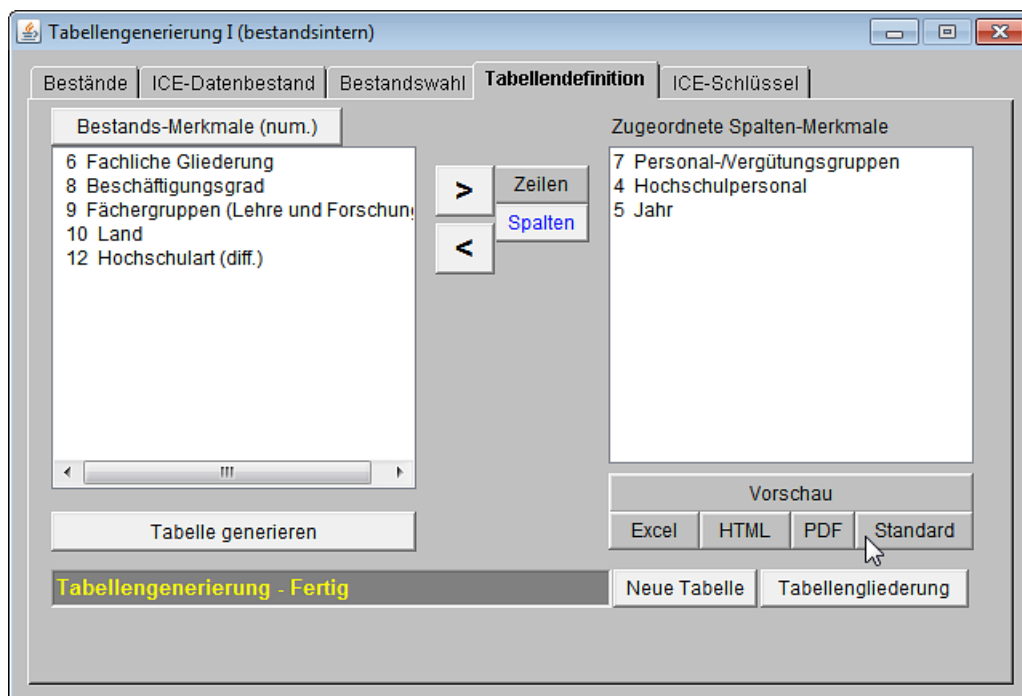 Tabellengenerierung I (bestandsintern)
Bestände ICE-Datenbestand Bestandswahl Tabellendefinition ICE-Schlüssel
Bestands-Merkmale (num.)
6 Fachliche Gliederung
8 Beschäftigungsgrad
9 Fächergruppen (Lehre und Forschun
10 Land
12 Hochschulart (diff.)
>
<
Zeilen
Spalten
Zugeordnete Spalten-Merkmale
7 Personal-/Vergütungsgruppen
4 Hochschulpersonal
5 Jahr
Tabelle generieren
Vorschau
Excel HTML PDF Standard
Tabellengenerierung - Fertig
Neue Tabelle Tabellengliederung